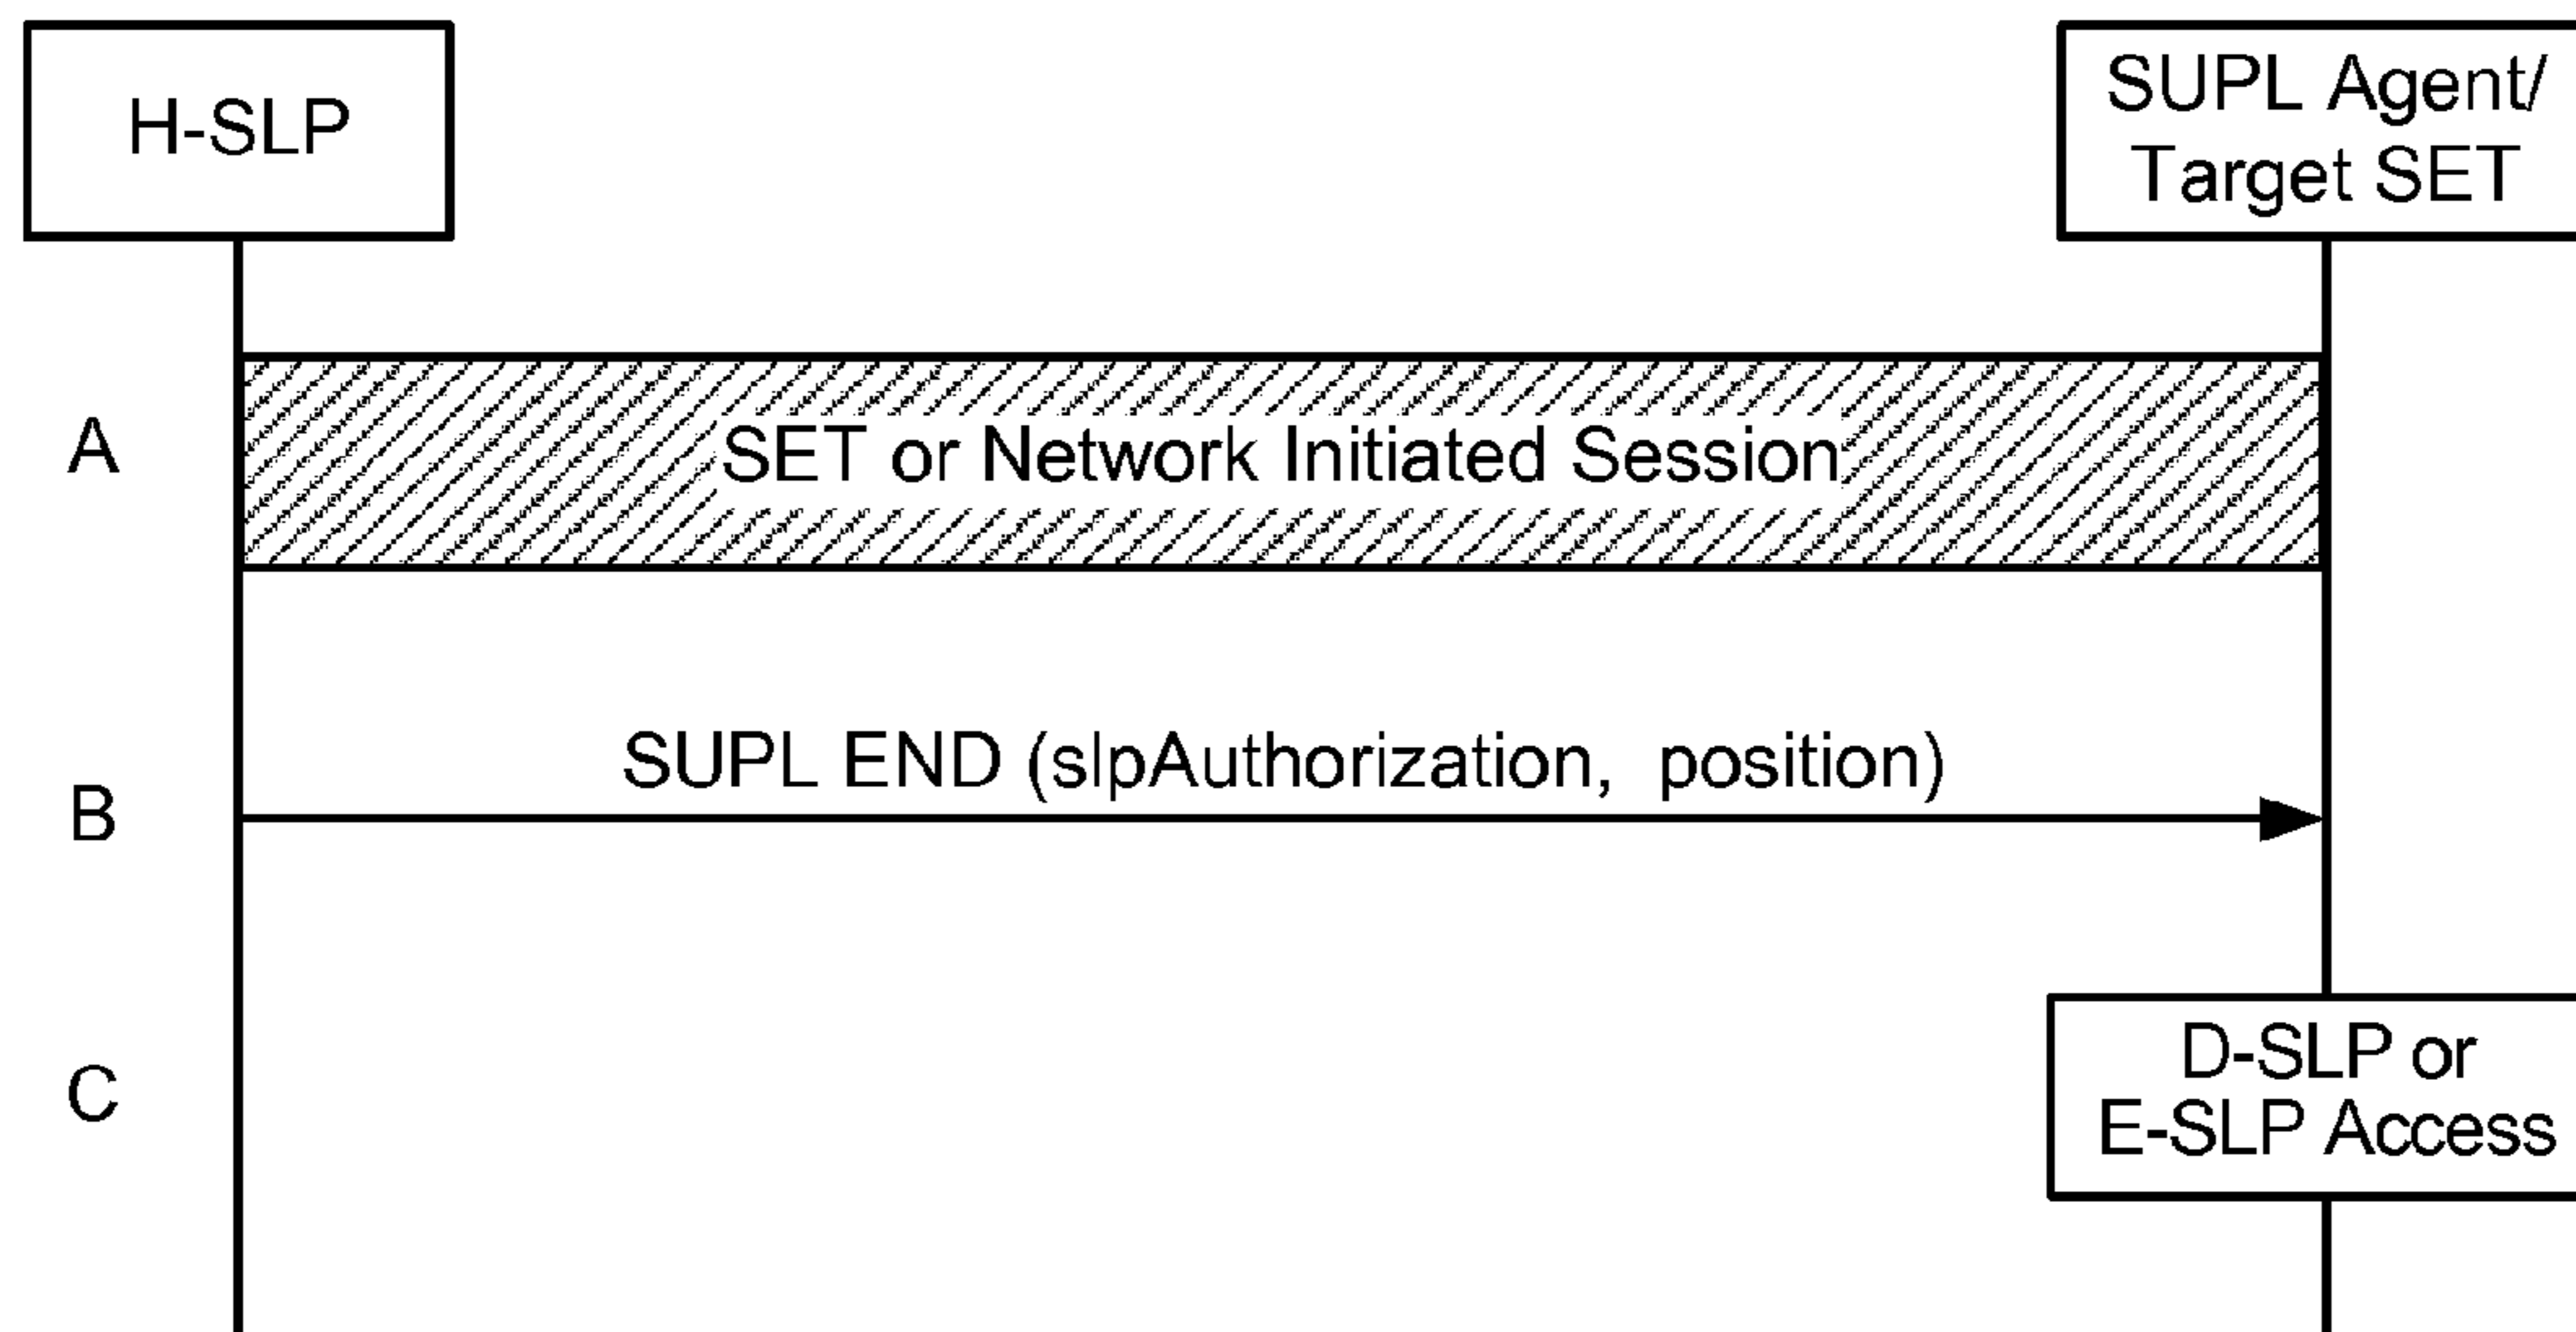 H-SLP
SUPL Agent/
Target SET
A
SET or Network Initiated Session
SUPL END (slpAuthorization, position)
B
C
D-SLP or
E-SLP Access